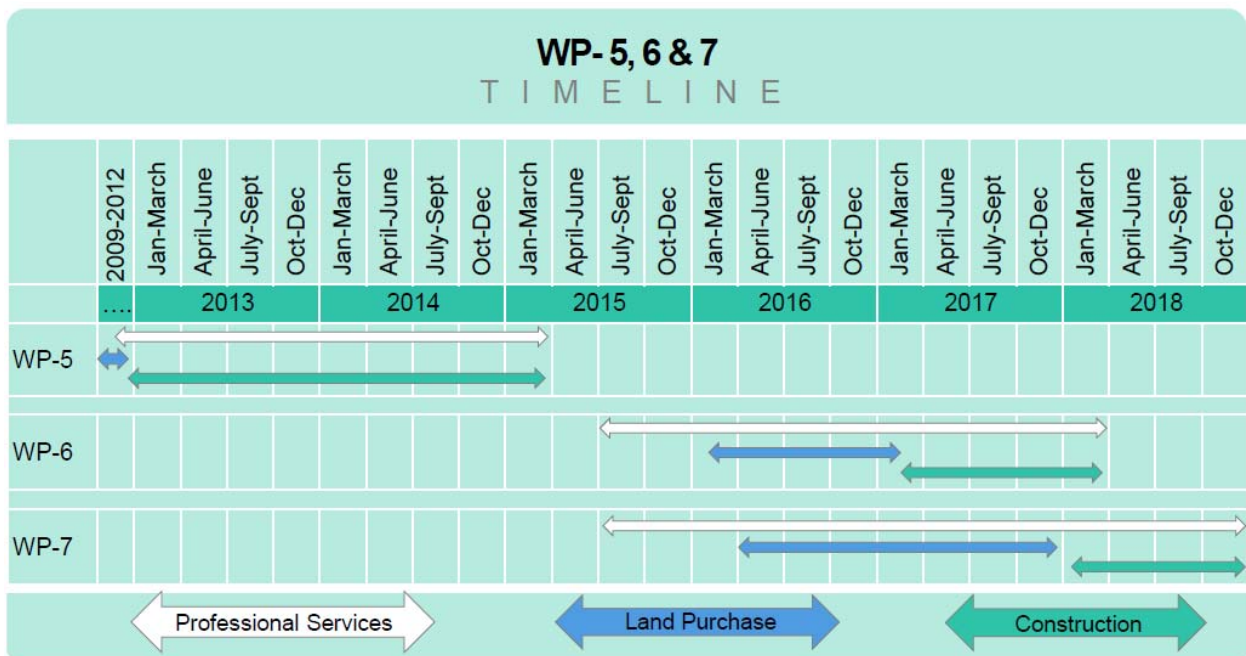 WP- 5, 6 & 7
T I M E L I N E
2009-2012 Jan-March April-June July-Sept Oct-Dec Jan-March April-June July-Sept Oct-Dec Jan-March April-June July-Sept Oct-Dec Jan-March April-June July-Sept Oct-Dec Jan-March April-June July-Sept Oct-Dec Jan-March April-June July-Sept Oct-Dec
.... 2013 2014 2015 2016 2017 2018
WP-5
WP-6
WP-7
Professional Services Land Purchase Construction